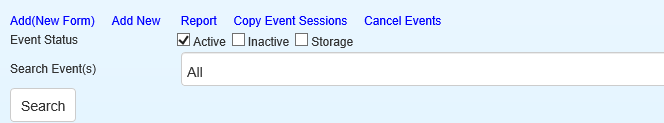 Add(New Form) Add New Report Copy Event Sessions Cancel Events
Event Status Active Inactive Storage
Search Event(s) All
Search